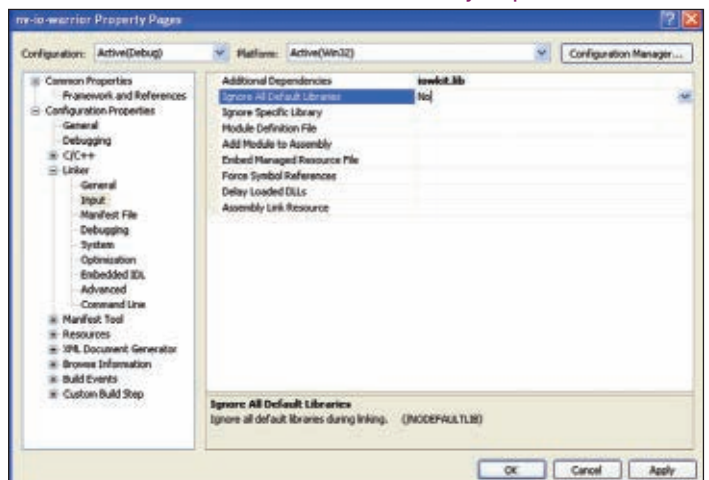 nv-io-warrior Property Pages
Configuration: Active(Debug) Platform: Active(Win32) Configuration Manager...
Common Properties
Framework and References
Configuration Properties
General
Debugging
C/C++
Linker
General
Input
Manifest File
Debugging
System
Optimization
Embedded IDL
Advanced
Command Line
Manifest Tool
Resources
XML Document Generator
Browse Information
Build Events
Custom Build Step
Additional Dependencies iowkit.lib
Ignore All Default Libraries No
Ignore Specific Library
Module Definition File
Add Module to Assembly
Embed Managed Resource File
Force Symbol References
Delay Loaded DLLs
Assembly Link Resource
Ignore All Default Libraries
Ignore all default libraries during linking. (/NODEFAULTLIB)
OK Cancel Apply